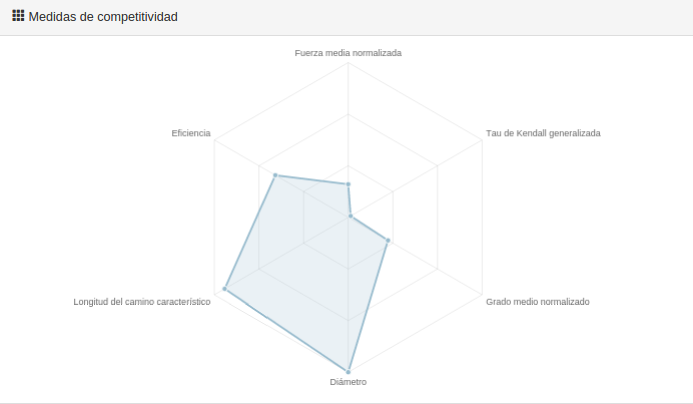 Medidas de competitividad
Fuerza media normalizada
Eficiencia
Tau de Kendall generalizada
Longitud del camino característico
Grado medio normalizado
Diámetro